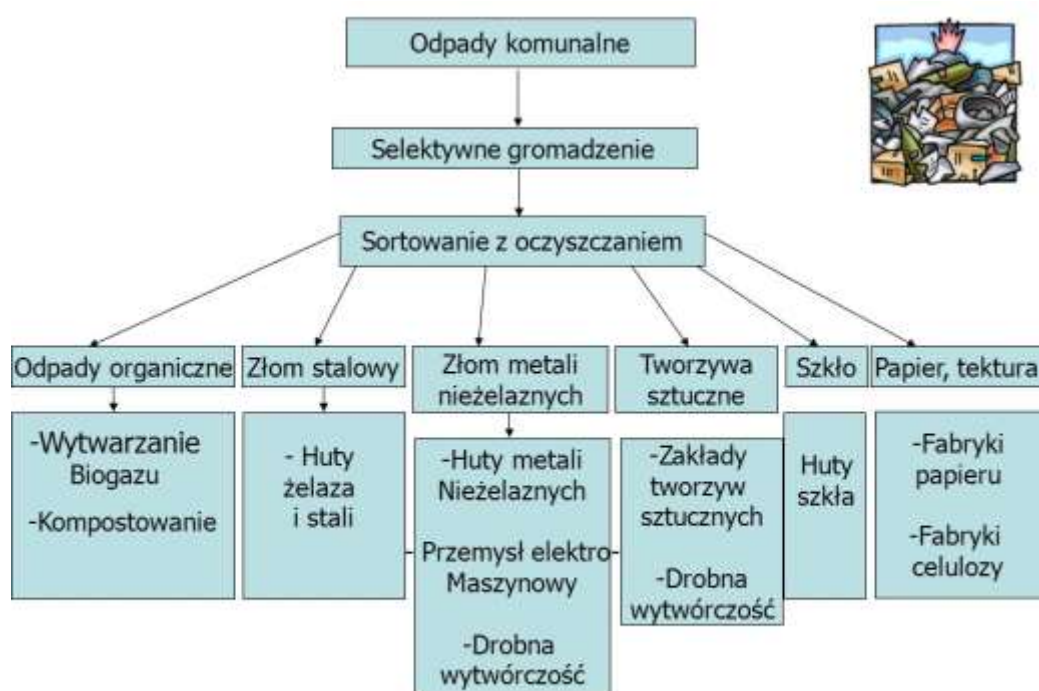 Odpady komunalne
Selektywne gromadzenie
Sortowanie z oczyszczaniem
Odpady organiczne
Złom stalowy
Złom metali
nieżelaznych
Tworzywa
sztuczne
Szkło
Papier, tektura
-Wytwarzanie
Biogazu
-Kompostowanie
- Huty
żelaza
i stali
-Huty metali
Nieżelaznych
Przemysł elektro
Maszynowy
-Drobna
wytwórczość
-Zakłady
tworzyw
sztucznych
-Drobna
wytwórczość
Huty
szkła
-Fabryki
papieru
-Fabryki
celulozy